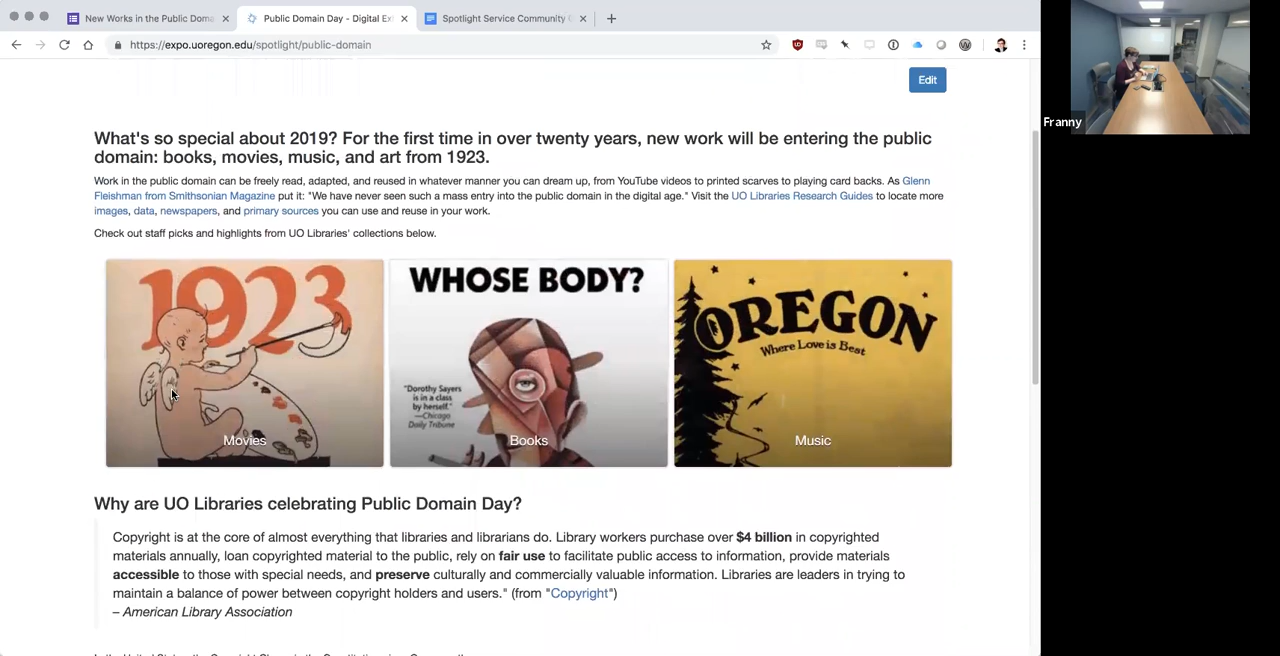 New Works in the Public Doma
Public Domain Day - Digital Ex
Spotlight Service Community
https://expo.uoregon.edu/spotlight/public-domain
Edit
Franny
What's so special about 2019? For the first time in over twenty years, new work will be entering the public
domain: books, movies, music, and art from 1923.
Work in the public domain can be freely read, adapted, and reused in whatever manner you can dream up, from YouTube videos to printed scarves to playing card backs. As Glenn
Fleishman from Smithsonian Magazine put it: "We have never seen such a mass entry into the public domain in the digital age." Visit the UO Libraries Research Guides to locate more
images, data, newspapers, and primary sources you can use and reuse in your work.
Check out staff picks and highlights from UO Libraries' collections below.
1923
Movies
WHOSE BODY?
"Dorothy Sayers
is in a class
by herself."
—Chicago
Daily Tribune
Books
OREGON
Where Love is Best
Music
Why are UO Libraries celebrating Public Domain Day?
Copyright is at the core of almost everything that libraries and librarians do. Library workers purchase over $4 billion in copyrighted
materials annually, loan copyrighted material to the public, rely on fair use to facilitate public access to information, provide materials
accessible to those with special needs, and preserve culturally and commercially valuable information. Libraries are leaders in trying to
maintain a balance of power between copyright holders and users." (from "Copyright")
– American Library Association